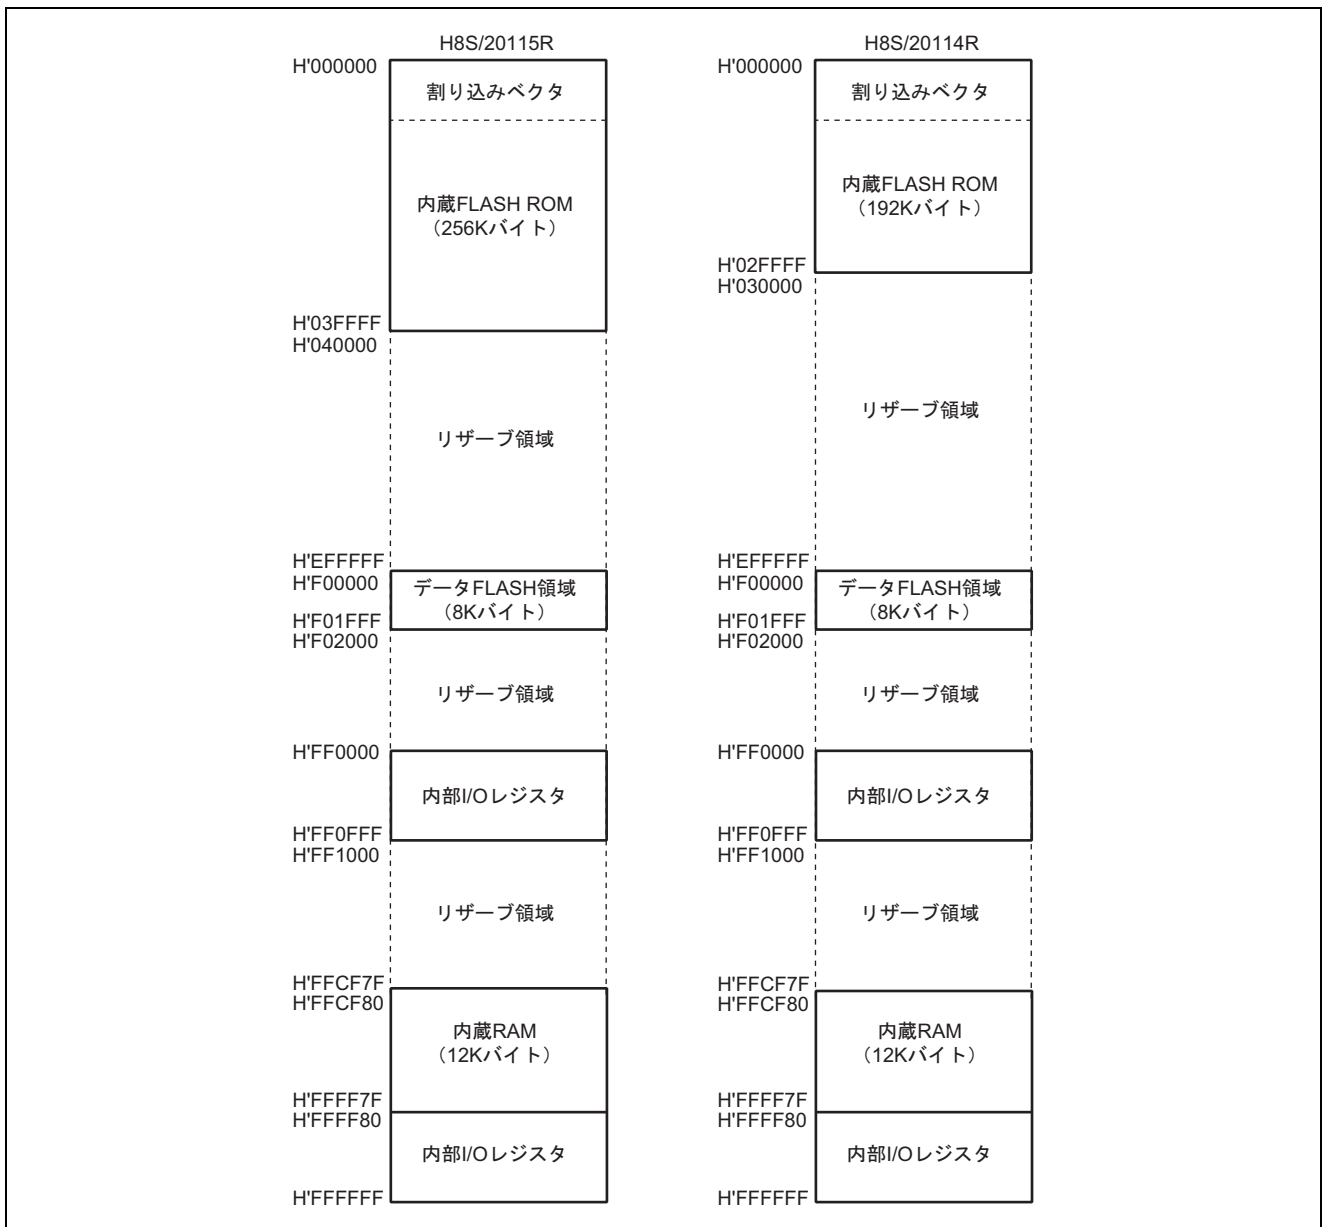 H8S/20115R
H'000000
割り込みベクタ
内蔵FLASH ROM
（256Kバイト）
H'03FFFF
H'040000
リザーブ領域
H'EFFFFF
H'F00000
データFLASH領域
（8Kバイト）
H'F01FFF
H'F02000
リザーブ領域
H'FF0000
内部I/Oレジスタ
H'FF0FFF
H'FF1000
リザーブ領域
H'FFCF7F
H'FFCF80
内蔵RAM
（12Kバイト）
H'FFFF7F
H'FFFF80
内部I/Oレジスタ
H'FFFFFF
H8S/20114R
H'000000
割り込みベクタ
内蔵FLASH ROM
（192Kバイト）
H'02FFFF
H'030000
リザーブ領域
H'EFFFFF
H'F00000
データFLASH領域
（8Kバイト）
H'F01FFF
H'F02000
リザーブ領域
H'FF0000
内部I/Oレジスタ
H'FF0FFF
H'FF1000
リザーブ領域
H'FFCF7F
H'FFCF80
内蔵RAM
（12Kバイト）
H'FFFF7F
H'FFFF80
内部I/Oレジスタ
H'FFFFFF